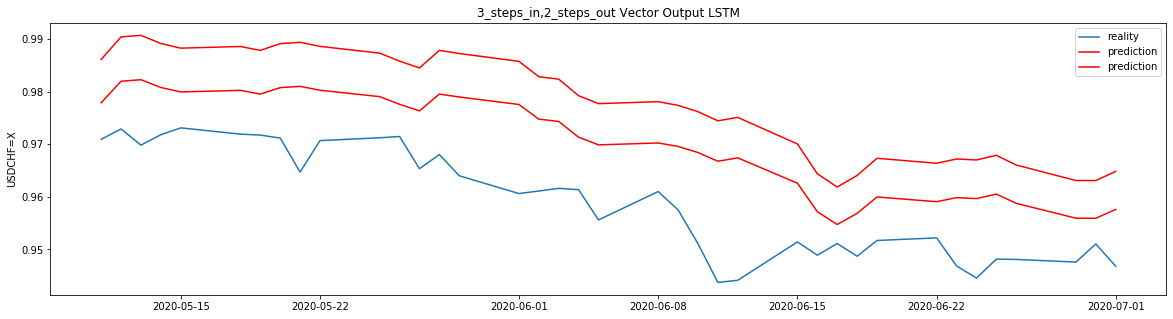 3_steps_in,2_steps_out Vector Output LSTM
reality
prediction
prediction
USDCHF=X
0.99
0.98
0.97
0.96
0.95
2020-05-15
2020-05-22
2020-06-01
2020-06-08
2020-06-15
2020-06-22
2020-07-01